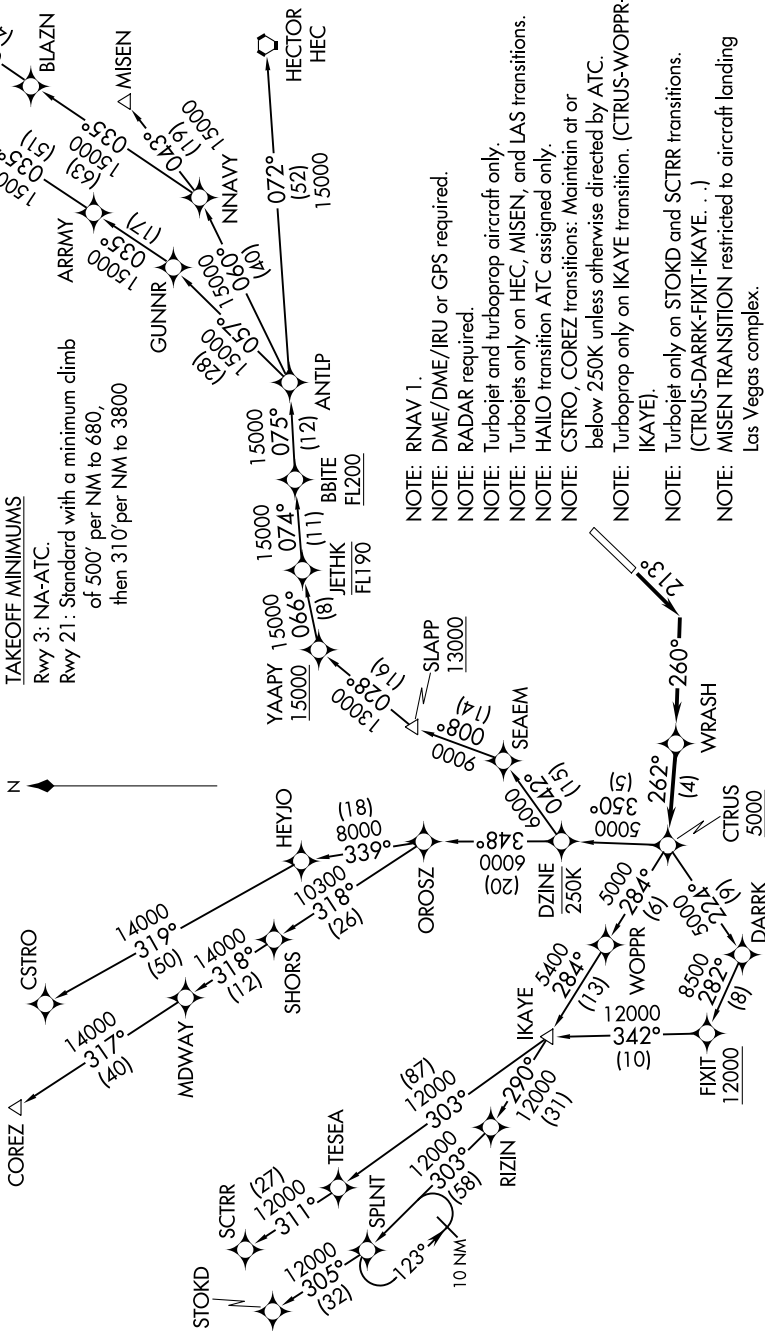 TAKEOFF MINIMUMS
Rwy 3: NA-ATC.
Rwy 21: Standard with a minimum climb
of 500' per NM to 680,
then 310'per NM to 3800
N
COREZ
14000
317°
(40)
MDWAY
14000
318°
(12)
SHORS
10300
318°
(26)
CSTRO
14000
319°
(50)
HEYJO
8000
336°
(18)
OROSZ
6000
348°
(20)
DZINE
250K
5000
350°
(5)
6000
042°
(15)
SEAEM
9000
008°
(14)
SLAPP
13000
13000
028°
(16)
YAAPY
15000
15000
066°
(8)
JETHK
FL190
15000
074°
(11)
BBITE
FL200
15000
075°
(12)
ANTLP
15000
057°
(28)
GUNNR
15000
035°
(17)
ARRMY
035°
(51)
15000
060°
(40)
NNAVY
15000
035°
(63)
BLAZN
15000
043°
(19)
MISEN
072°
(52)
15000
HECTOR
HEC
213°
260°
WRASH
262°
(4)
CTRUS
5000
5000
284°
(6)
WOPPR
5400
284°
(13)
IKAYE
5000
224°
(9)
DARRK
8500
282°
(8)
FIXIT
12000
12000
342°
(10)
290°
12000
(31)
RIZIN
12000
303°
(58)
SPLNT
123°
10 NM
12000
305°
(32)
STOKD
12000
303°
(87)
TESEA
12000
311°
(27)
SCTRR
NOTE: RNAV 1.
NOTE: DME/DME/IRU or GPS required.
NOTE: RADAR required.
NOTE: Turbojet and turboprop aircraft only.
NOTE: Turbojets only on HEC, MISEN, and LAS transitions.
NOTE: HAILO transition ATC assigned only.
NOTE: CSTRO, COREZ transitions: Maintain at or
below 250K unless otherwise directed by ATC.
NOTE: Turboprop only on IKAYE transition. (CTRUS-WOPPR-
IKAYE).
NOTE: Turbojet only on STOKD and SCTRR transitions.
(CTRUS-DARRK-FIXIT-IKAYE. . .)
NOTE: MISEN TRANSITION restricted to aircraft landing
Las Vegas complex.